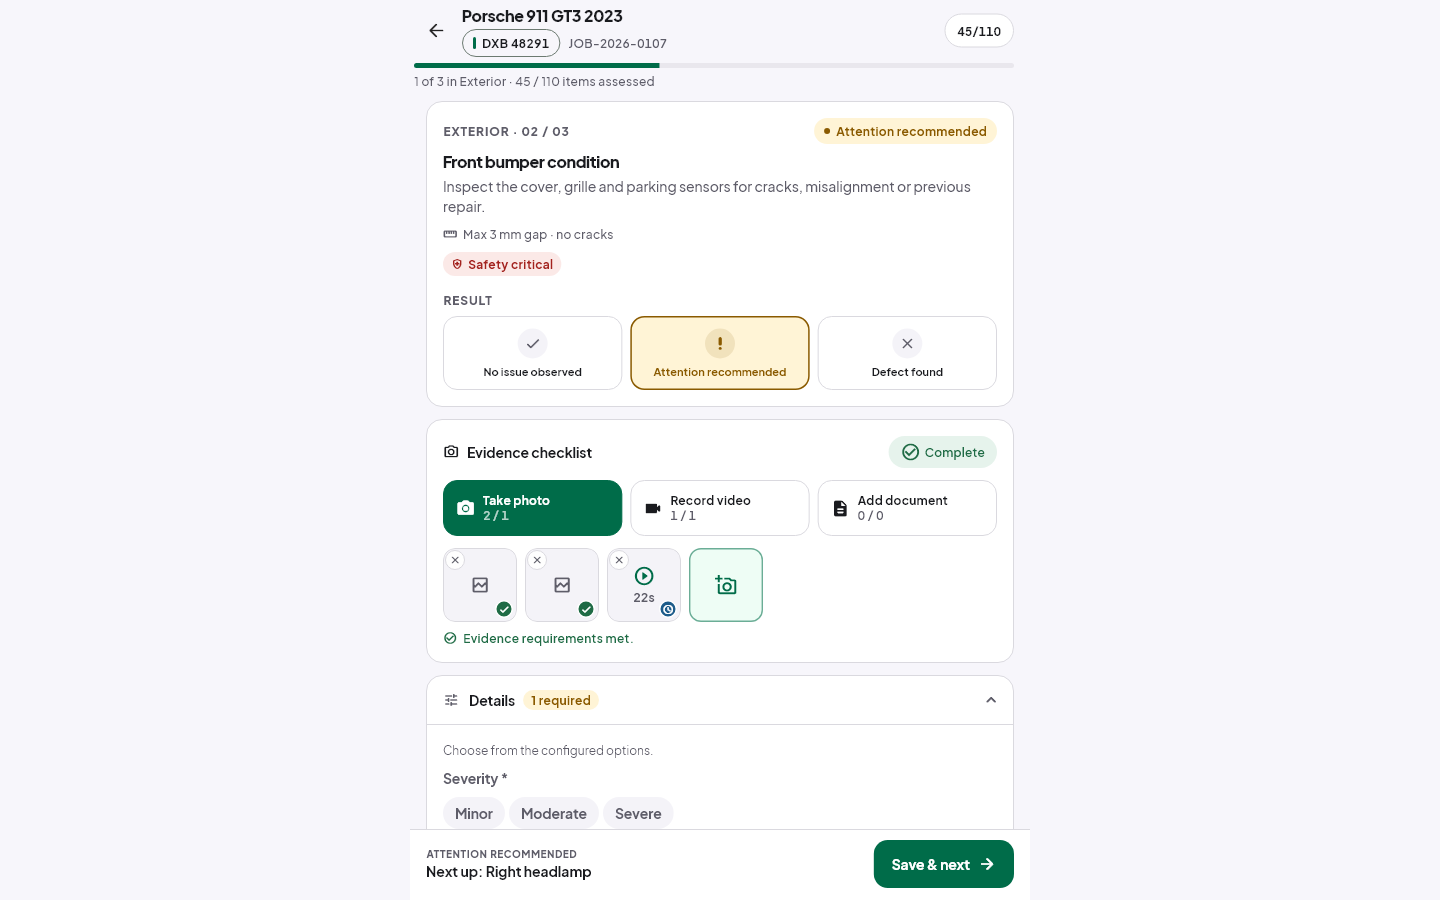 Porsche 911 GT3 2023
DXB 48291
JOB-2026-0107
45/110
1 of 3 in Exterior · 45 / 110 items assessed
EXTERIOR · 02 / 03
Attention recommended
Front bumper condition
Inspect the cover, grille and parking sensors for cracks, misalignment or previous
repair.
Max 3 mm gap · no cracks
Safety critical
RESULT
No issue observed
Attention recommended
Defect found
Evidence checklist
Complete
Take photo
2 / 1
Record video
1 / 1
Add document
0 / 0
22s
Evidence requirements met.
Details
1 required
Choose from the configured options.
Severity *
Minor
Moderate
Severe
ATTENTION RECOMMENDED
Next up: Right headlamp
Save & next